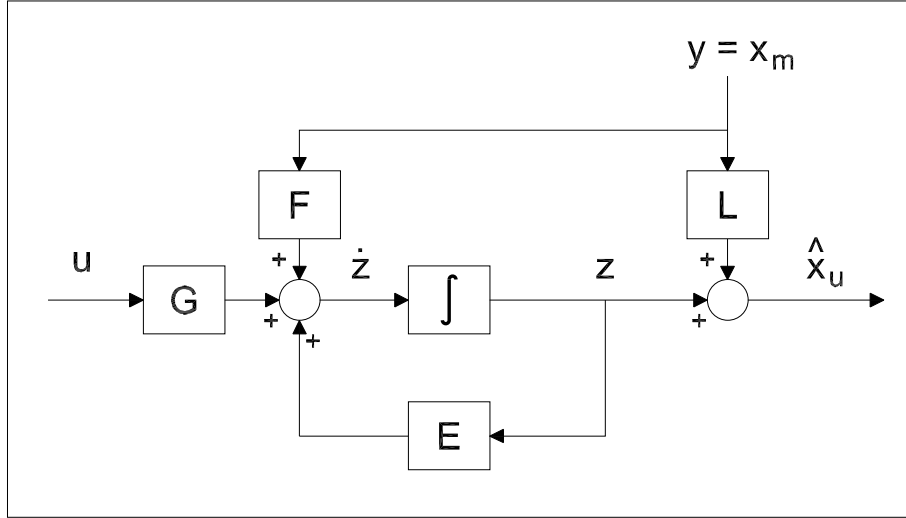 y = x_m
F
L
u
+
ż
z
+
x̂_u
G
∫
+
+
+
E